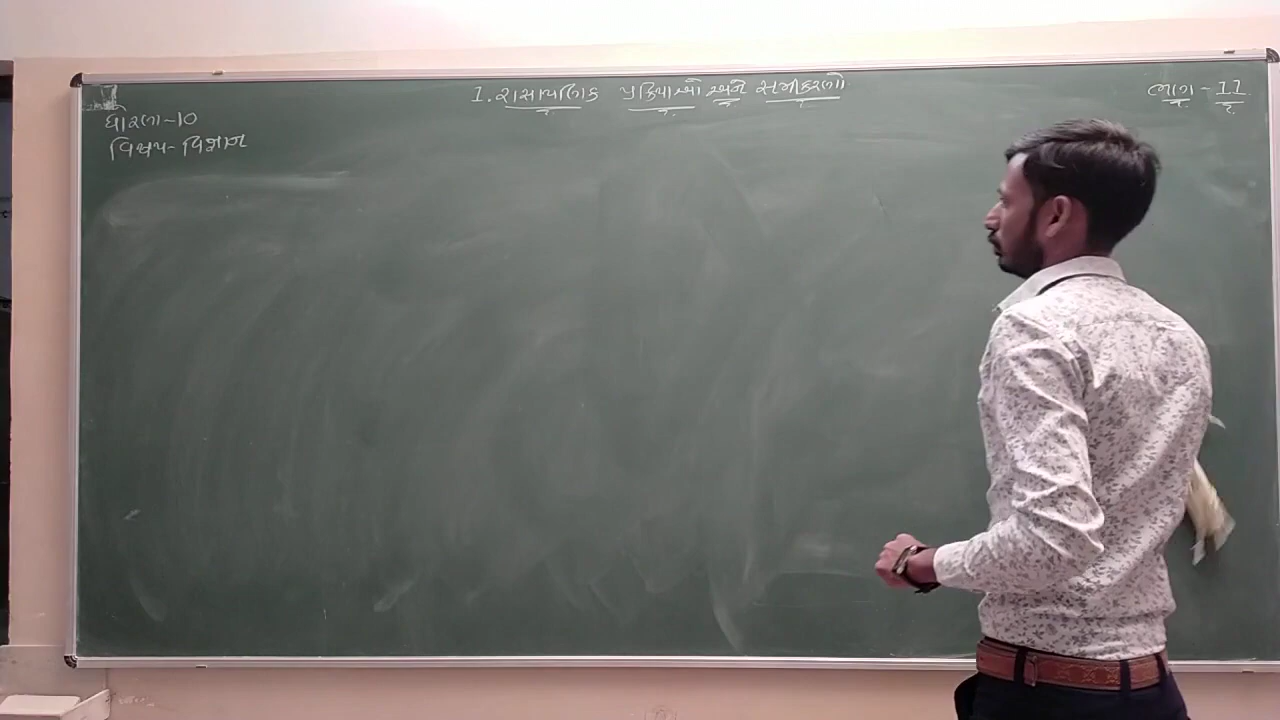 1. રાસાયણિક પ્રક્રિયાઓ અને સમીકરણો
ભાગ - 11
ધોરણ - 10
વિષય - વિજ્ઞાન